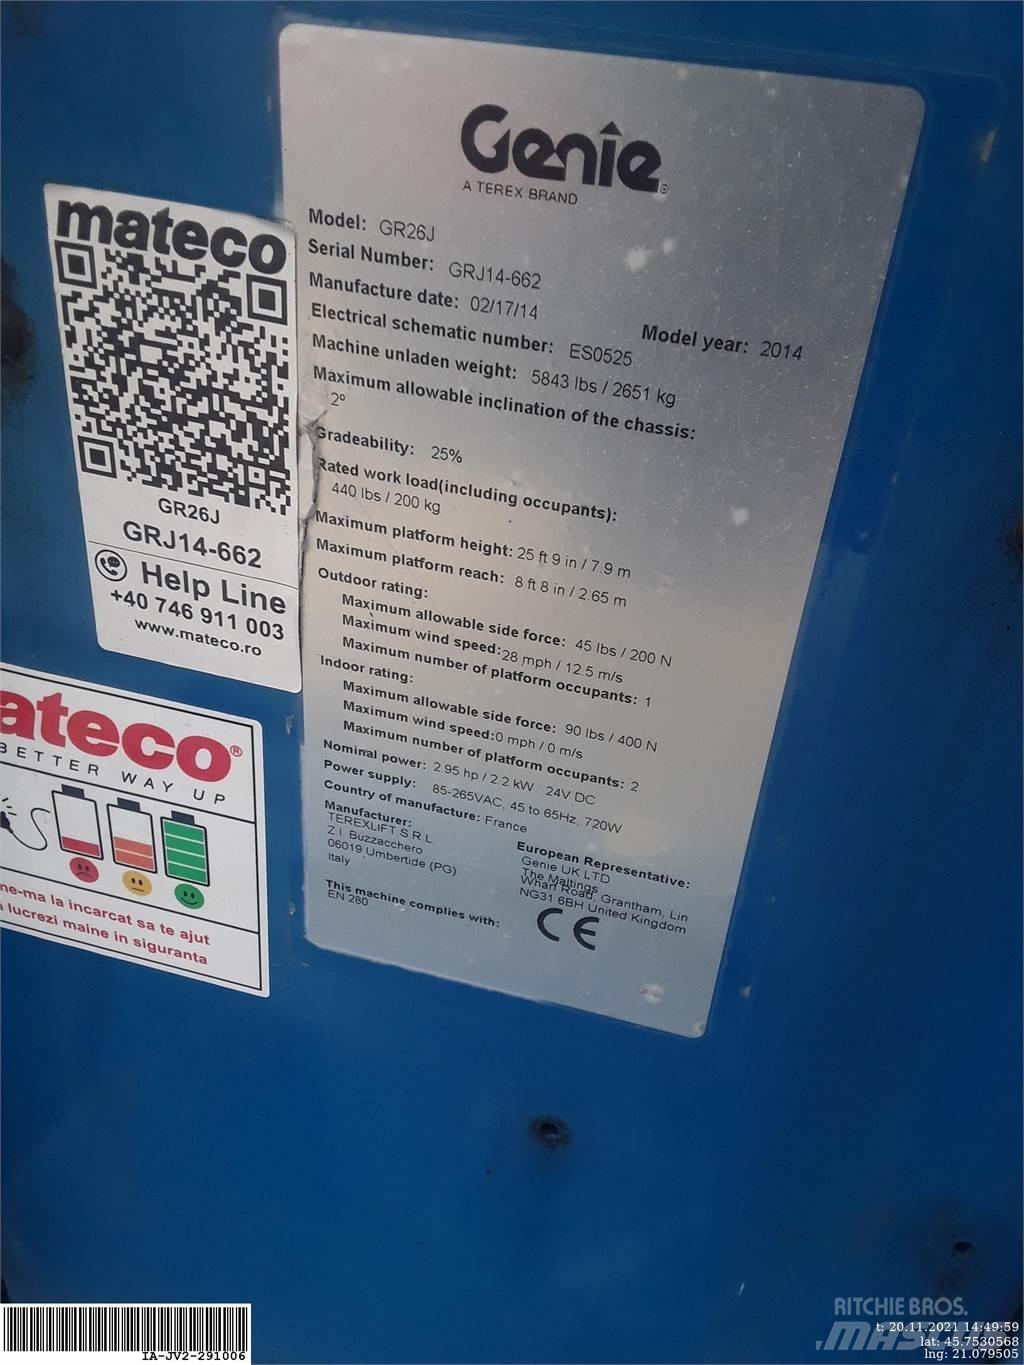 Genie
A TEREX BRAND
Model: GR26J
Serial Number: GRJ14-662
Manufacture date: 02/17/14
Model year: 2014
Electrical schematic number: ES0525
Machine unladen weight: 5843 lbs / 2651 kg
Maximum allowable inclination of the chassis:
2º
Gradeability: 25%
Rated work load(including occupants):
440 lbs / 200 kg
Maximum platform height: 25 ft 9 in / 7.9 m
Maximum platform reach: 8 ft 8 in / 2.65 m
Outdoor rating:
Maximum allowable side force: 45 lbs / 200 N
Maximum wind speed:28 mph / 12.5 m/s
Maximum number of platform occupants: 1
Indoor rating:
Maximum allowable side force: 90 lbs / 400 N
Maximum wind speed:0 mph / 0 m/s
Maximum number of platform occupants: 2
Nominal power: 2.95 hp / 2.2 kW 24V DC
Power supply: 85-265VAC, 45 to 65Hz, 720W
Country of manufacture: France
Manufacturer:
TEREXLIFT S.R.L.
Z.I. Buzzacchero
06019 Umbertide (PG)
Italy
European Representative:
Genie UK LTD
The Maltings
Wharf Road, Grantham, Lin
NG31 6BH United Kingdom
This machine complies with:
EN 280
CE
mateco
GR26J
GRJ14-662
Help Line
+40 746 911 003
www.mateco.ro
ateco®
BETTER WAY UP
ne-ma la incarcat sa te ajut
lucrezi maine in siguranta
IA-JV2-291006
RITCHIE BROS.
MASCUS
t: 20.11.2021 14:49:59
lat: 45.7530568
lng: 21.079505